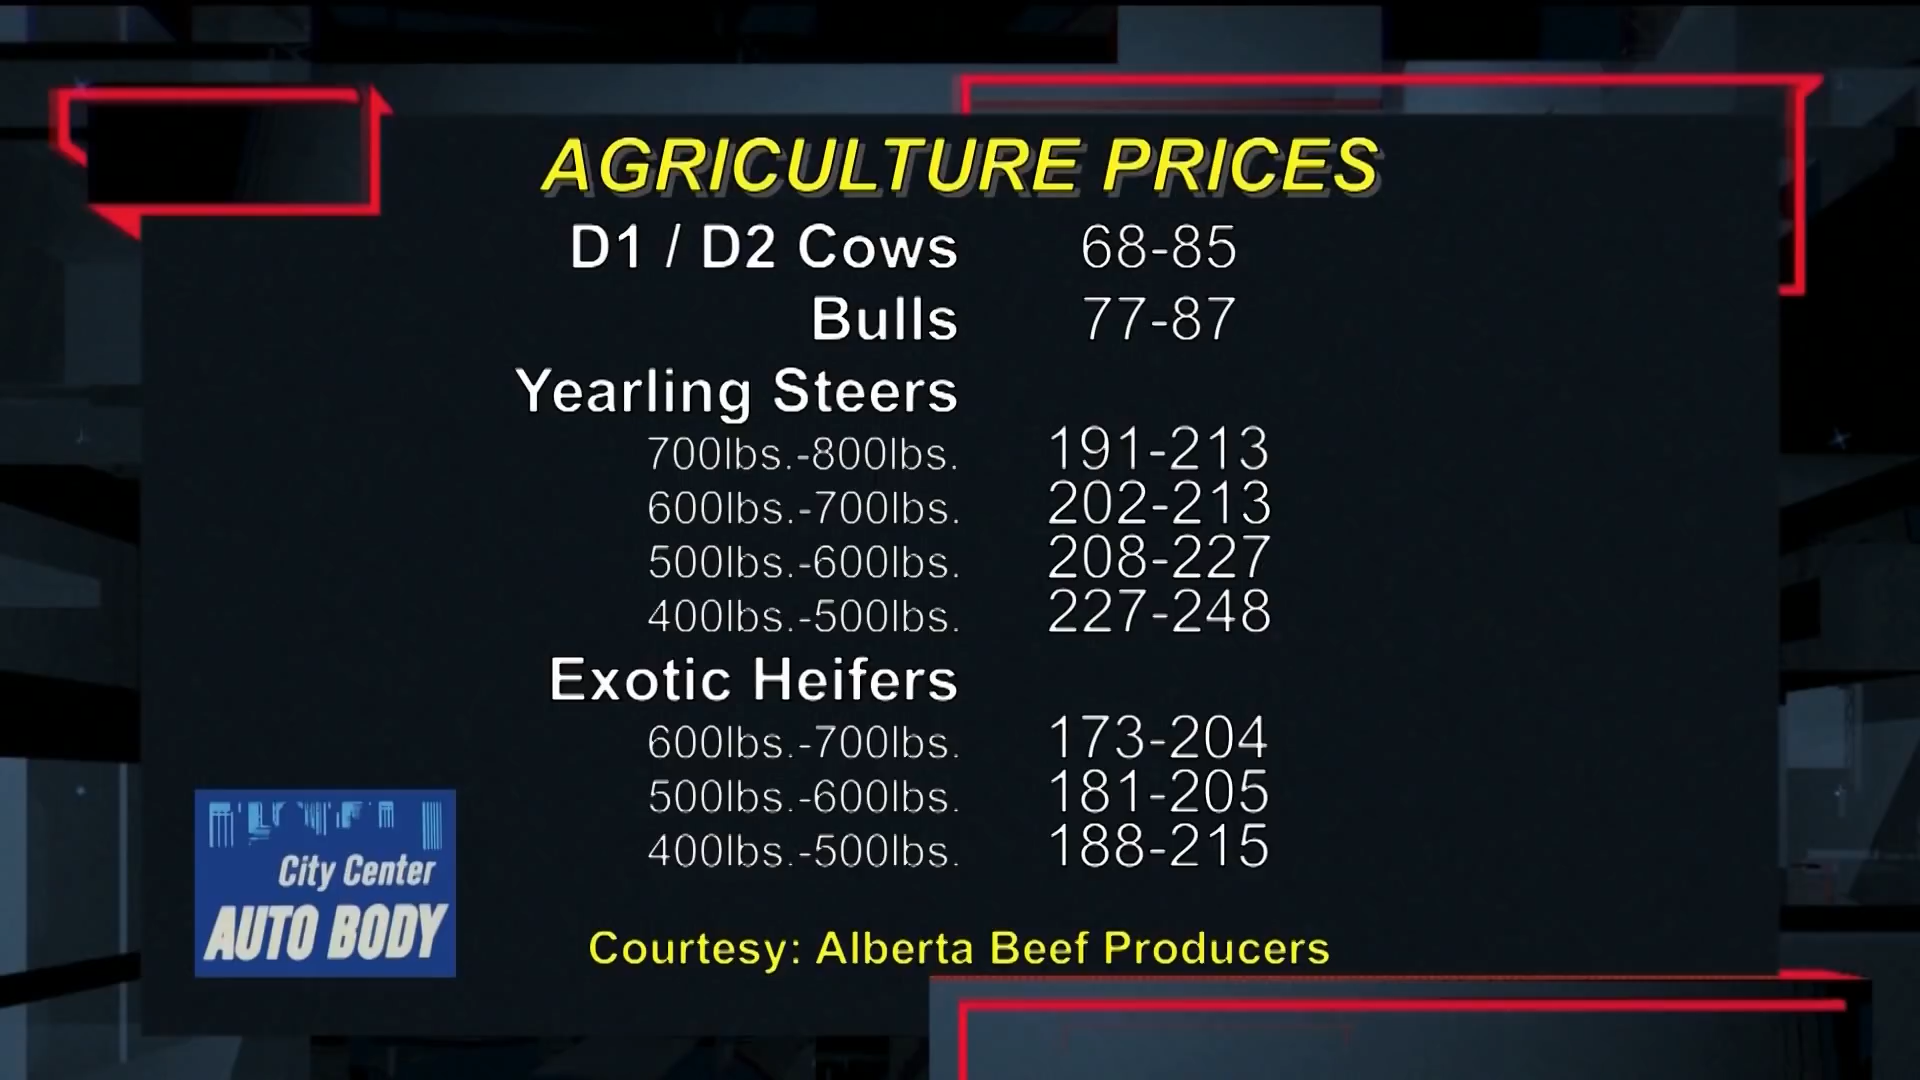 AGRICULTURE PRICES
D1 / D2 Cows 68-85
Bulls 77-87
Yearling Steers
700lbs.-800lbs. 191-213
600lbs.-700lbs. 202-213
500lbs.-600lbs. 208-227
400lbs.-500lbs. 227-248
Exotic Heifers
600lbs.-700lbs. 173-204
500lbs.-600lbs. 181-205
400lbs.-500lbs. 188-215
City Center
AUTO BODY
Courtesy: Alberta Beef Producers